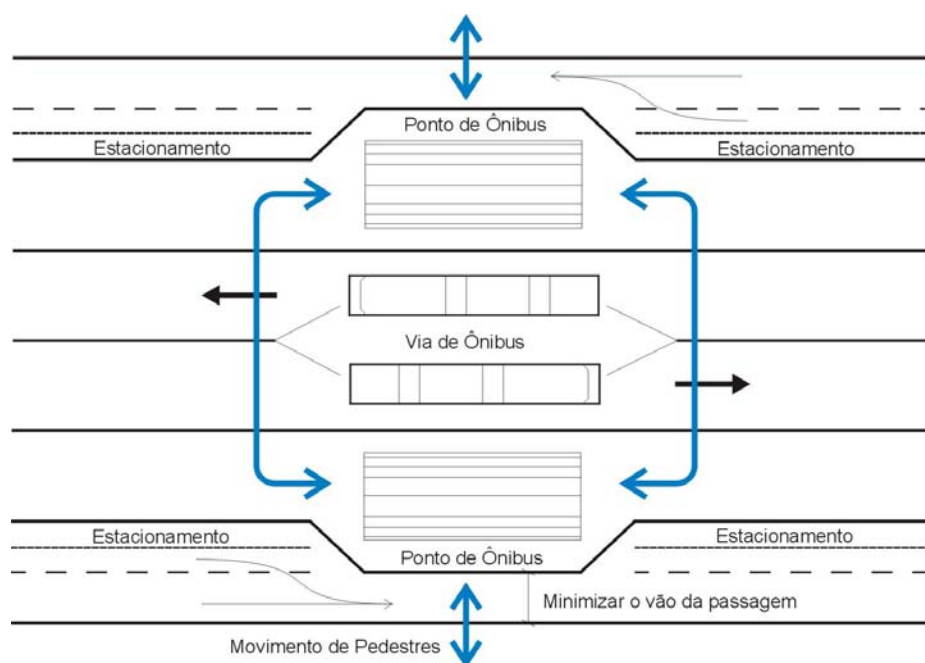 Ponto de Ônibus
Estacionamento
Estacionamento
Via de Ônibus
Estacionamento
Estacionamento
Ponto de Ônibus
Minimizar o vão da passagem
Movimento de Pedestres